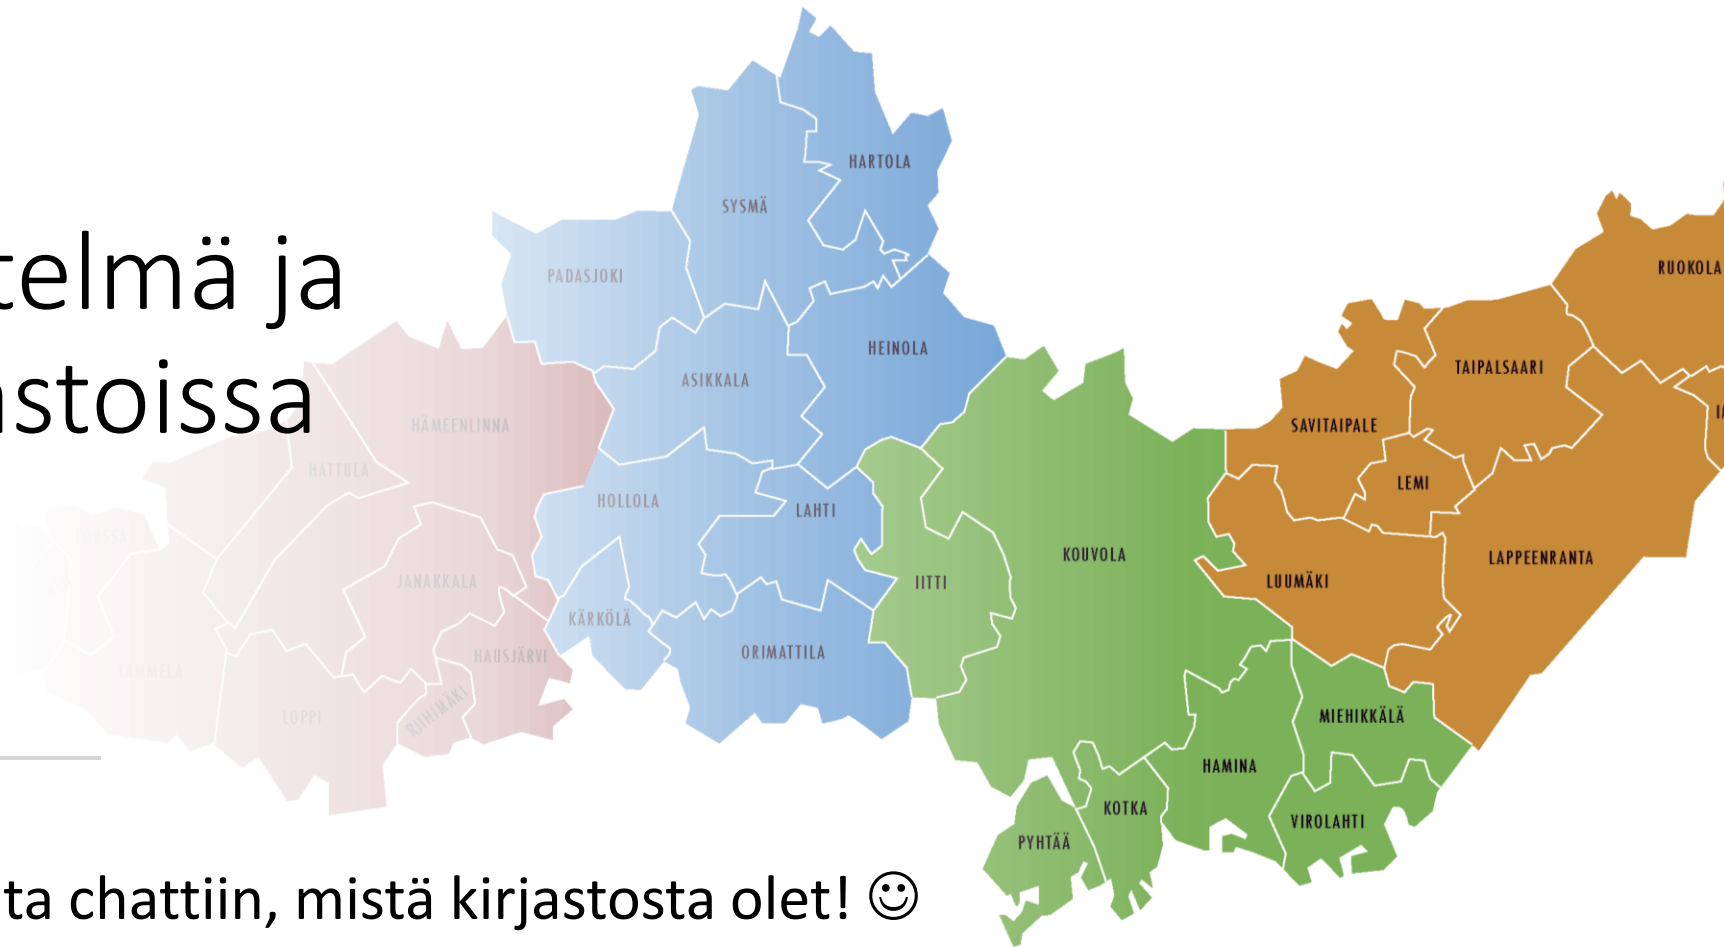 telmä ja
stoissa
ta chattiin, mistä kirjastosta olet! ☺
HARTOLA
SYSMÄ
PADASJOKI
HEINOLA
ASIKKALA
HOLLOLA
LAHTI
KÄRKÖLÄ
ORIMATTILA
HÄMEENLINNA
HATTULA
JANAKKALA
HAUSJÄRVI
RIIHIMÄKI
LOPPI
TAMMELA
IITTI
KOUVOLA
PYHTÄÄ
KOTKA
HAMINA
MIEHIKKÄLÄ
VIROLAHTI
SAVITAIPALE
TAIPALSAARI
LEMI
LUUMÄKI
LAPPEENRANTA
RUOKOLA